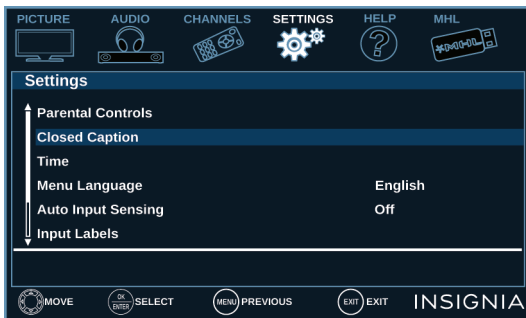 PICTURE AUDIO CHANNELS SETTINGS HELP MHL
?
MHL
Settings
Parental Controls
Closed Caption
Time
Menu Language English
Auto Input Sensing Off
Input Labels
MOVE OK ENTER SELECT MENU PREVIOUS EXIT EXIT INSIGNIA